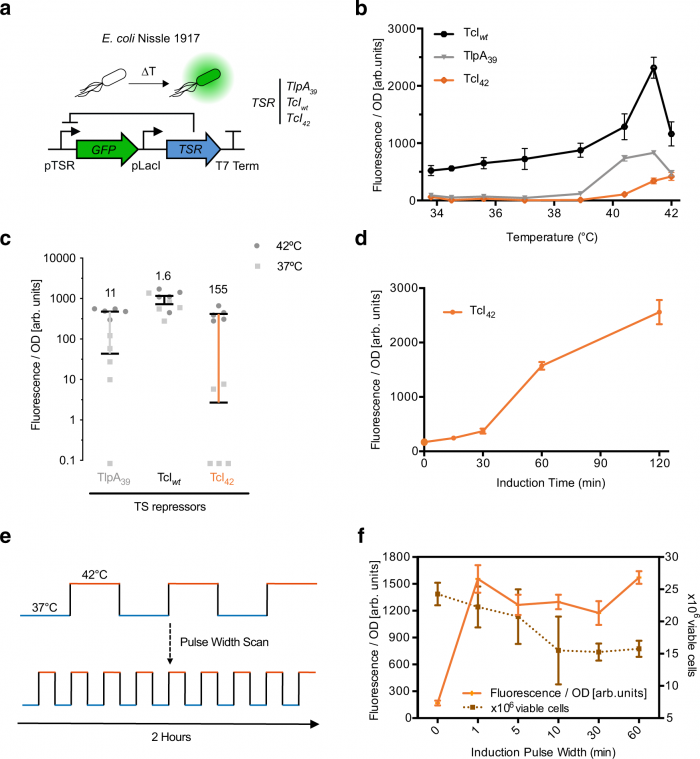 a
E. coli Nissle 1917
ΔT
TSR
TlpA39
TcIwt
TcI42
GFP
TSR
pTSR
pLacI
T7 Term
b
Fluorescence / OD [arb.units]
3000
2000
1000
0
TcIwt
TlpA39
TcI42
34
36
38
40
42
Temperature (°C)
c
Fluorescence / OD [arb. units]
10000
1000
100
10
1
0.1
42ºC
37ºC
11
1.6
155
TlpA39
TcIwt
TcI42
TS repressors
d
Fluorescence / OD [arb.units]
3000
2000
1000
0
TcI42
0
30
60
90
120
Induction Time (min)
e
42°C
37°C
Pulse Width Scan
2 Hours
f
Fluorescence / OD [arb. units]
1800
1500
1200
900
600
300
0
30
25
20
15
10
5
x10⁶viable cells
Fluorescence / OD [arb.units]
x10⁶viable cells
0
1
5
10
30
60
Induction Pulse Width (min)